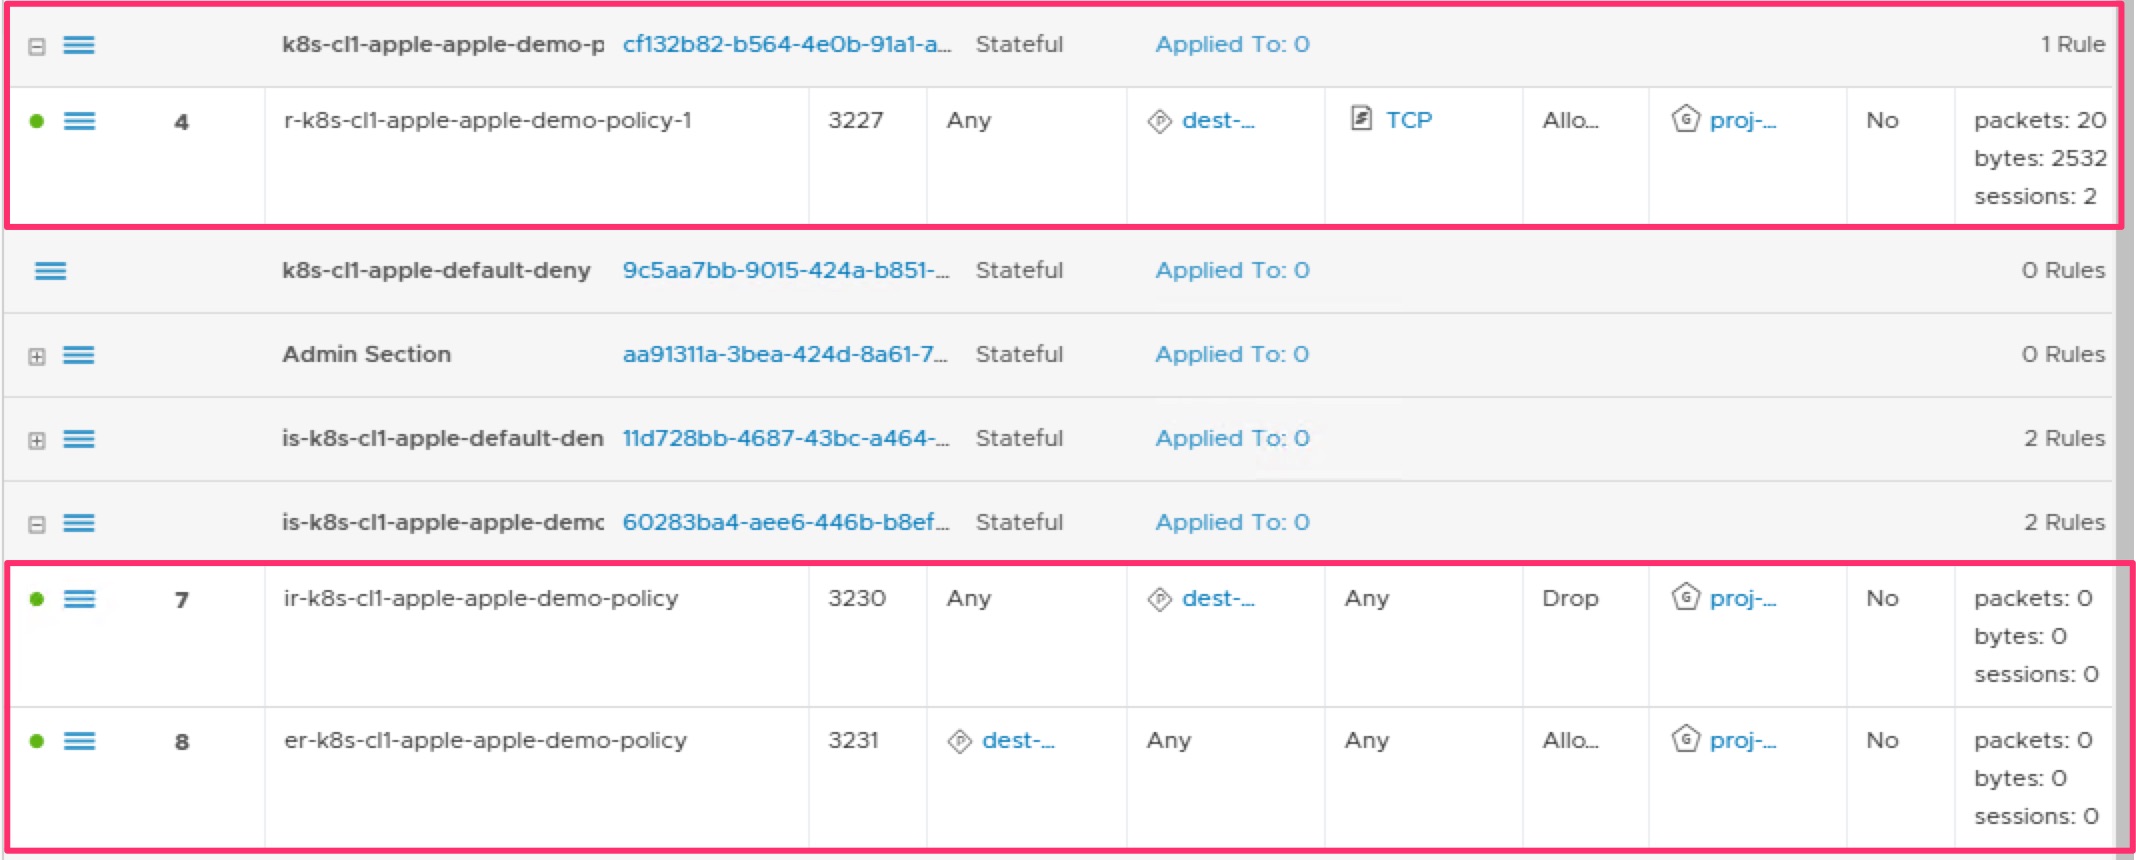 k8s-cl1-apple-apple-demo-p cf132b82-b564-4e0b-91a1-a... Stateful Applied To: 0 1 Rule
4 r-k8s-cl1-apple-apple-demo-policy-1 3227 Any dest-... TCP Allo... proj-... No packets: 20
bytes: 2532
sessions: 2
k8s-cl1-apple-default-deny 9c5aa7bb-9015-424a-b851-... Stateful Applied To: 0 0 Rules
Admin Section aa91311a-3bea-424d-8a61-7... Stateful Applied To: 0 0 Rules
is-k8s-cl1-apple-default-den 11d728bb-4687-43bc-a464-... Stateful Applied To: 0 2 Rules
is-k8s-cl1-apple-apple-demo 60283ba4-aee6-446b-b8ef... Stateful Applied To: 0 2 Rules
7 ir-k8s-cl1-apple-apple-demo-policy 3230 Any dest-... Any Drop proj-... No packets: 0
bytes: 0
sessions: 0
8 er-k8s-cl1-apple-apple-demo-policy 3231 dest-... Any Any Allo... proj-... No packets: 0
bytes: 0
sessions: 0